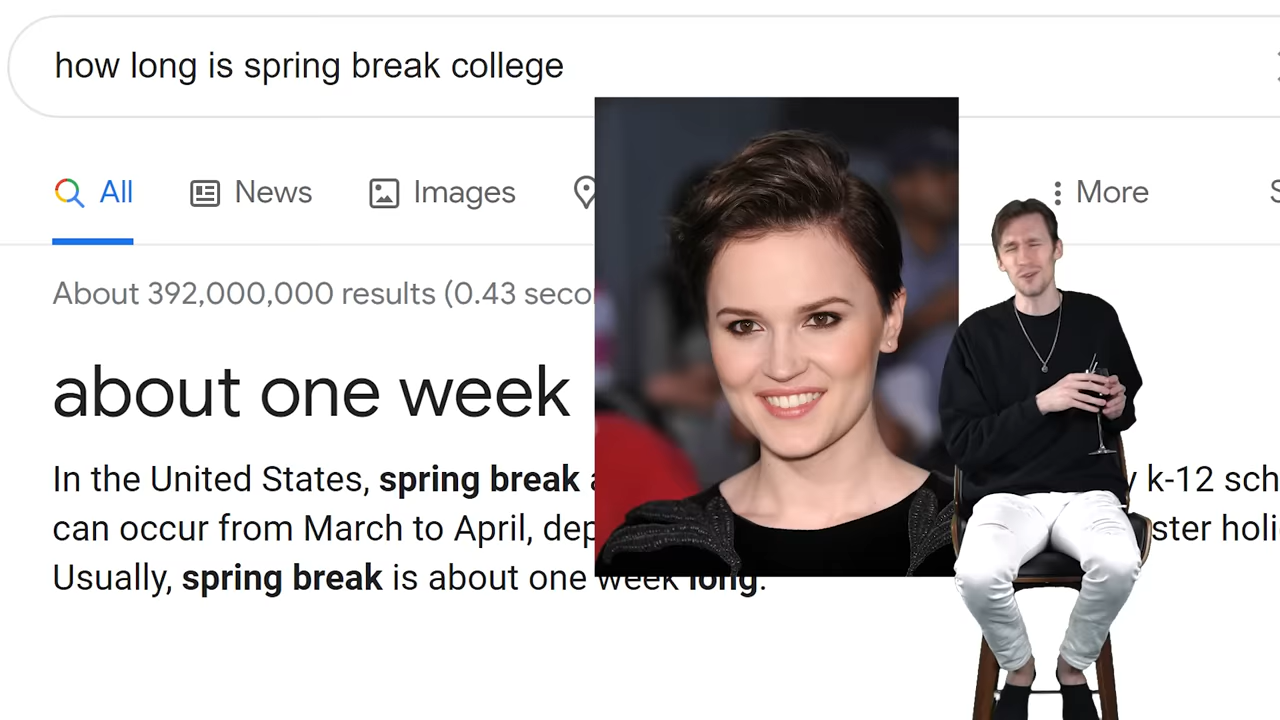 how long is spring break college
All News Images More
About 392,000,000 results (0.43 seco
about one week
In the United States, spring break k-12 sch
can occur from March to April, dep ster holi
Usually, spring break is about one week long.